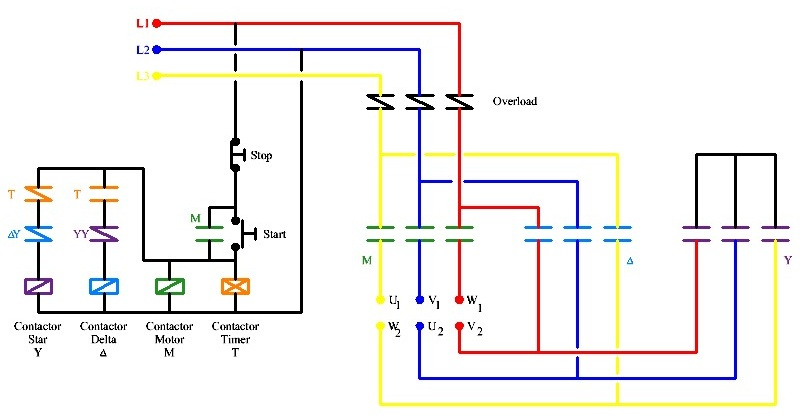 L1
L2
L3
Overload
Stop
T
T
M
Start
ΔY
YY
M
Δ
Y
U1
V1
W1
W2
U2
V2
Contactor
Star
Y
Contactor
Delta
Δ
Contactor
Motor
M
Contactor
Timer
T